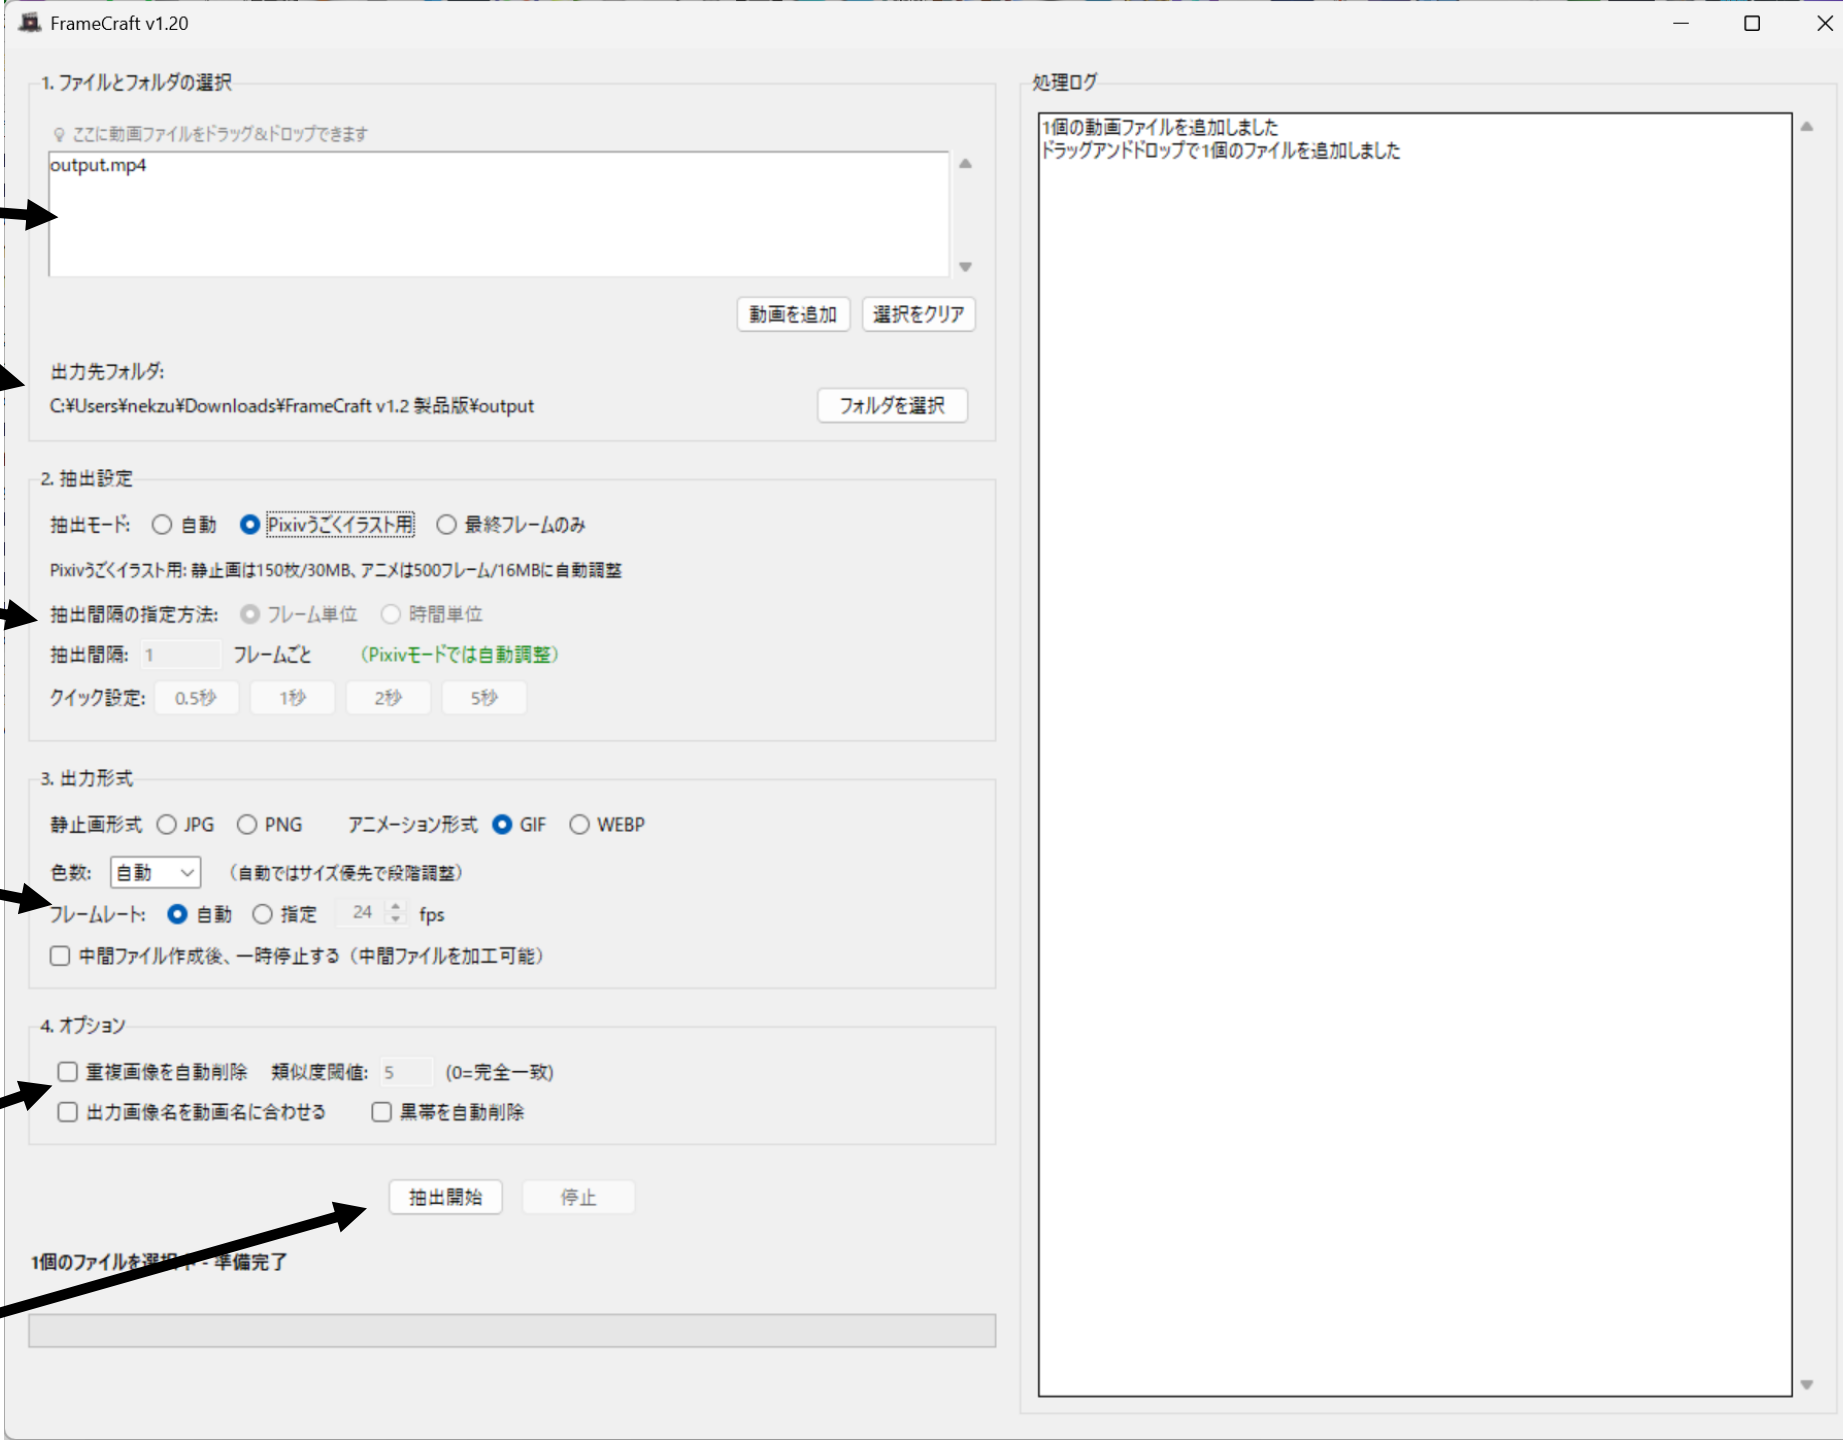 FrameCraft v1.20
1. ファイルとフォルダの選択
ここに動画ファイルをドラッグ&ドロップできます
output.mp4
動画を追加 選択をクリア
出力先フォルダ:
C:¥Users¥nekzu¥Downloads¥FrameCraft v1.2 製品版¥output フォルダを選択
2. 抽出設定
抽出モード: 自動 Pixivうごくイラスト用 最終フレームのみ
Pixivうごくイラスト用: 静止画は150枚/30MB、アニメは500フレーム/16MBに自動調整
抽出間隔の指定方法: フレーム単位 時間単位
抽出間隔: 1 フレームごと （Pixivモードでは自動調整）
クイック設定: 0.5秒 1秒 2秒 5秒
3. 出力形式
静止画形式 JPG PNG アニメーション形式 GIF WEBP
色数: 自動 （自動ではサイズ優先で段階調整）
フレームレート: 自動 指定 24 fps
中間ファイル作成後、一時停止する（中間ファイルを加工可能）
4. オプション
重複画像を自動削除 類似度閾値: 5 (0=完全一致)
出力画像名を動画名に合わせる 黒帯を自動削除
抽出開始 停止
1個のファイルを - 準備完了
処理ログ
1個の動画ファイルを追加しました
ドラッグアンドドロップで1個のファイルを追加しました